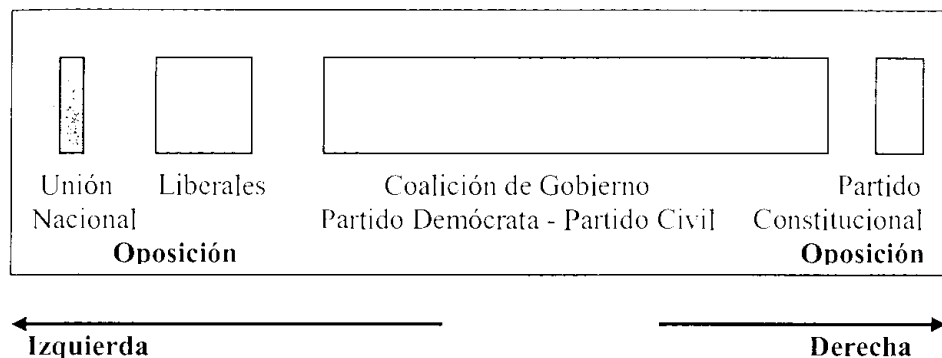 Unión Nacional
Liberales
Coalición de Gobierno
Partido Demócrata - Partido Civil
Partido Constitucional
Oposición
Oposición
Izquierda
Derecha